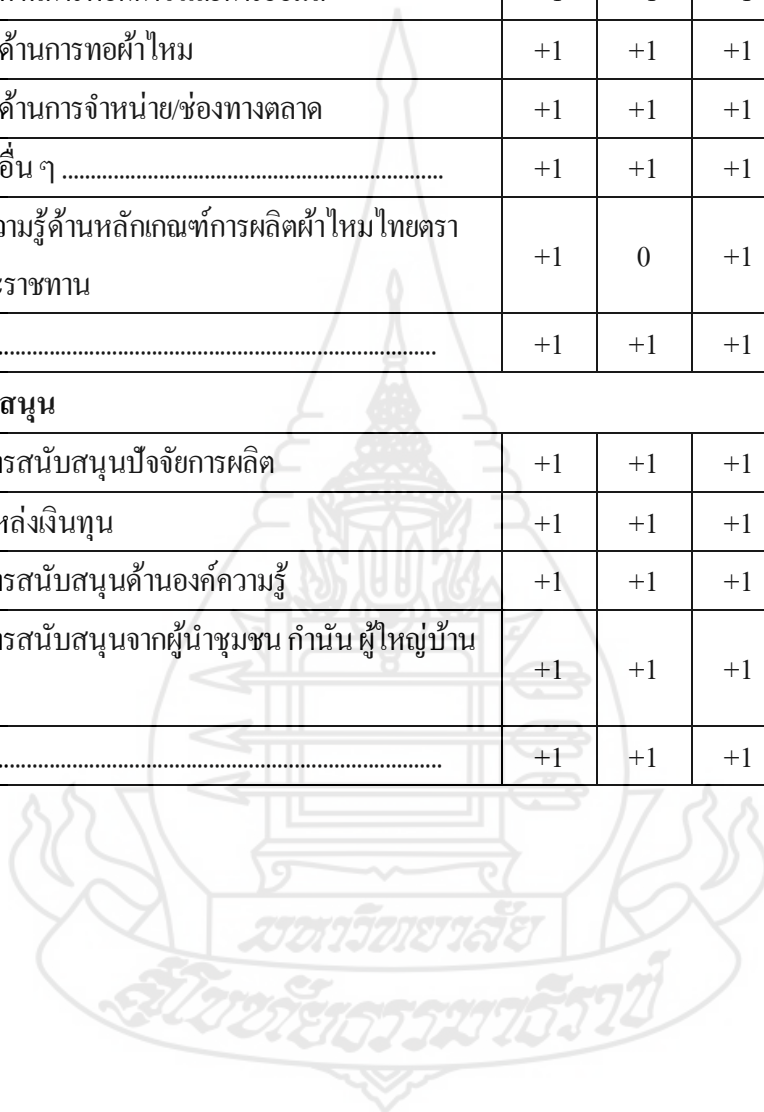 ด้านการทอผ้าไหม +1 +1 +1
ด้านการจำหน่าย/ช่องทางตลาด +1 +1 +1
อื่น ๆ ................................................................ +1 +1 +1
วามรู้ด้านหลักเกณฑ์การผลิตผ้าไหมไทยตรา
ะราชทาน +1 0 +1
.......................................................................... +1 +1 +1
สนุน
ารสนับสนุนปัจจัยการผลิต +1 +1 +1
หล่งเงินทุน +1 +1 +1
ารสนับสนุนด้านองค์ความรู้ +1 +1 +1
ารสนับสนุนจากผู้นำชุมชน กำนัน ผู้ใหญ่บ้าน
+1 +1 +1
.......................................................................... +1 +1 +1
มหาวิทยาลัย
สุโขทัยธรรมาธิราช